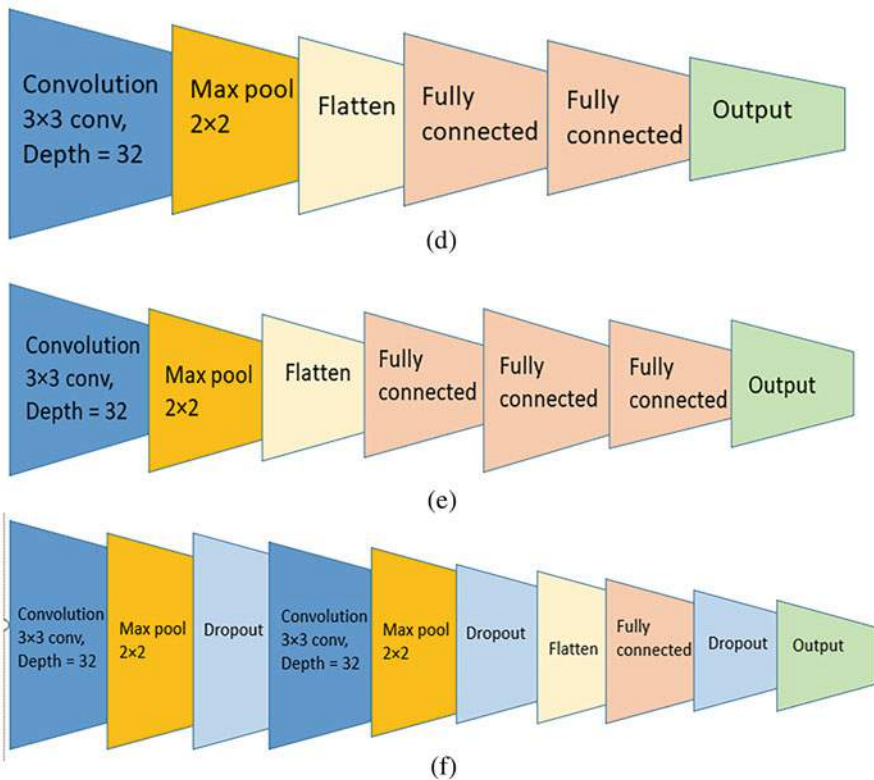 Convolution
3×3 conv,
Depth = 32
Max pool
2×2
Flatten
Fully
connected
Fully
connected
Output
(d)
Convolution
3×3 conv,
Depth = 32
Max pool
2×2
Flatten
Fully
connected
Fully
connected
Fully
connected
Output
(e)
Convolution
3×3 conv,
Depth = 32
Max pool
2×2
Dropout
Convolution
3×3 conv,
Depth = 32
Max pool
2×2
Dropout
Flatten
Fully
connected
Dropout
Output
(f)